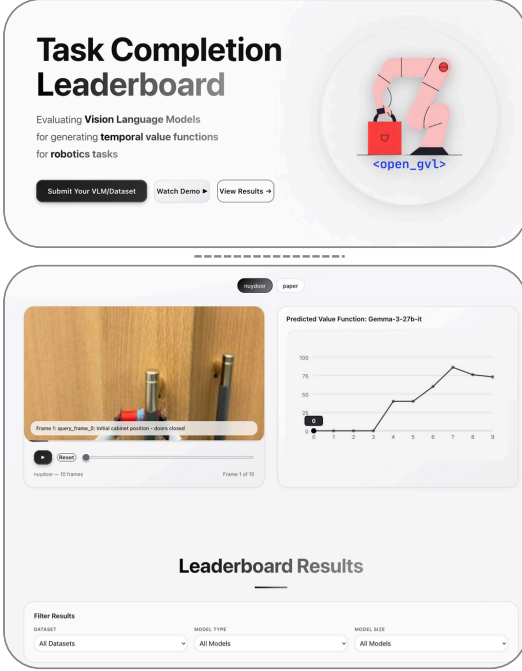 Task Completion
Leaderboard
Evaluating Vision Language Models
for generating temporal value functions
for robotics tasks
Submit Your VLM/Dataset
Watch Demo ▶
View Results →
<open_gvl>
nuydoor
paper
Frame 1: query_frame_0: Initial cabinet position - doors closed
Reset
nuydoor — 10 frames
Frame 1 of 10
Predicted Value Function: Gemma-3-27b-it
100
75
50
25
0
0
0 1 2 3 4 5 6 7 8 9
Leaderboard Results
Filter Results
DATASET
MODEL TYPE
MODEL SIZE
All Datasets
All Models
All Models